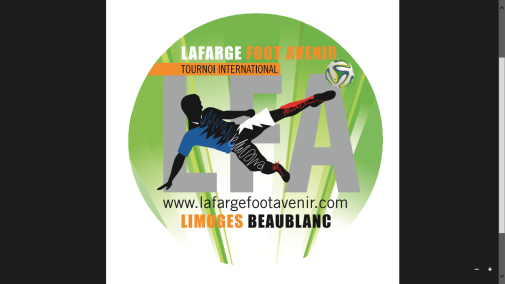 LAFARGE FOOT AVENIR
TOURNOI INTERNATIONAL
LFA
www.lafargefootavenir.com
LIMOGES BEAUBLANC